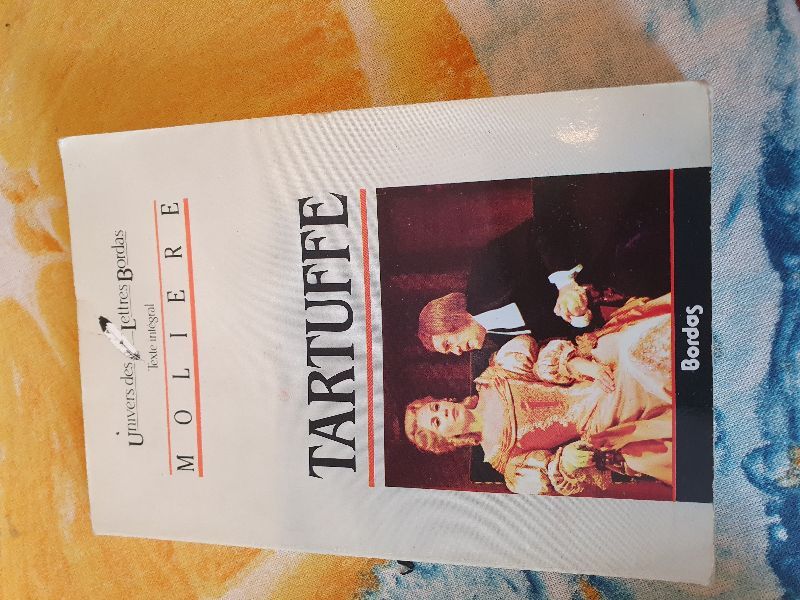 Univers des Lettres Bordas
Texte intégral
MOLIERE
TARTUFFE
Bordas